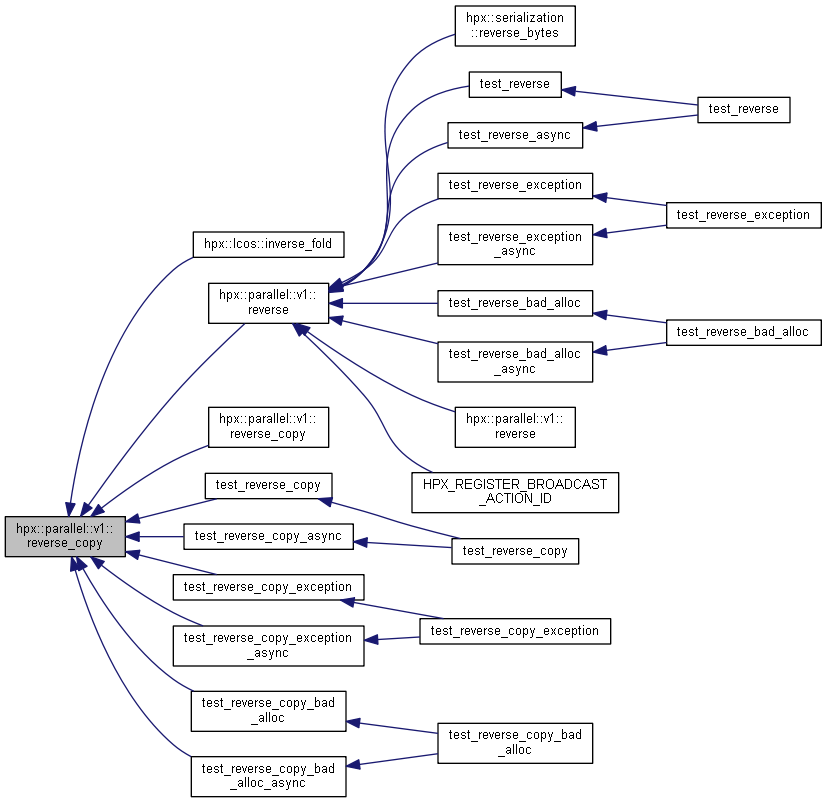 hpx::serialization
::reverse_bytes
test_reverse
test_reverse
test_reverse_async
test_reverse_exception
test_reverse_exception
test_reverse_exception
_async
hpx::lcos::inverse_fold
hpx::parallel::v1::
reverse
test_reverse_bad_alloc
test_reverse_bad_alloc
test_reverse_bad_alloc
_async
hpx::parallel::v1::
reverse_copy
hpx::parallel::v1::
reverse
HPX_REGISTER_BROADCAST
_ACTION_ID
test_reverse_copy
hpx::parallel::v1::
reverse_copy
test_reverse_copy_async
test_reverse_copy
test_reverse_copy_exception
test_reverse_copy_exception
test_reverse_copy_exception
_async
test_reverse_copy_bad
_alloc
test_reverse_copy_bad
_alloc
test_reverse_copy_bad
_alloc_async